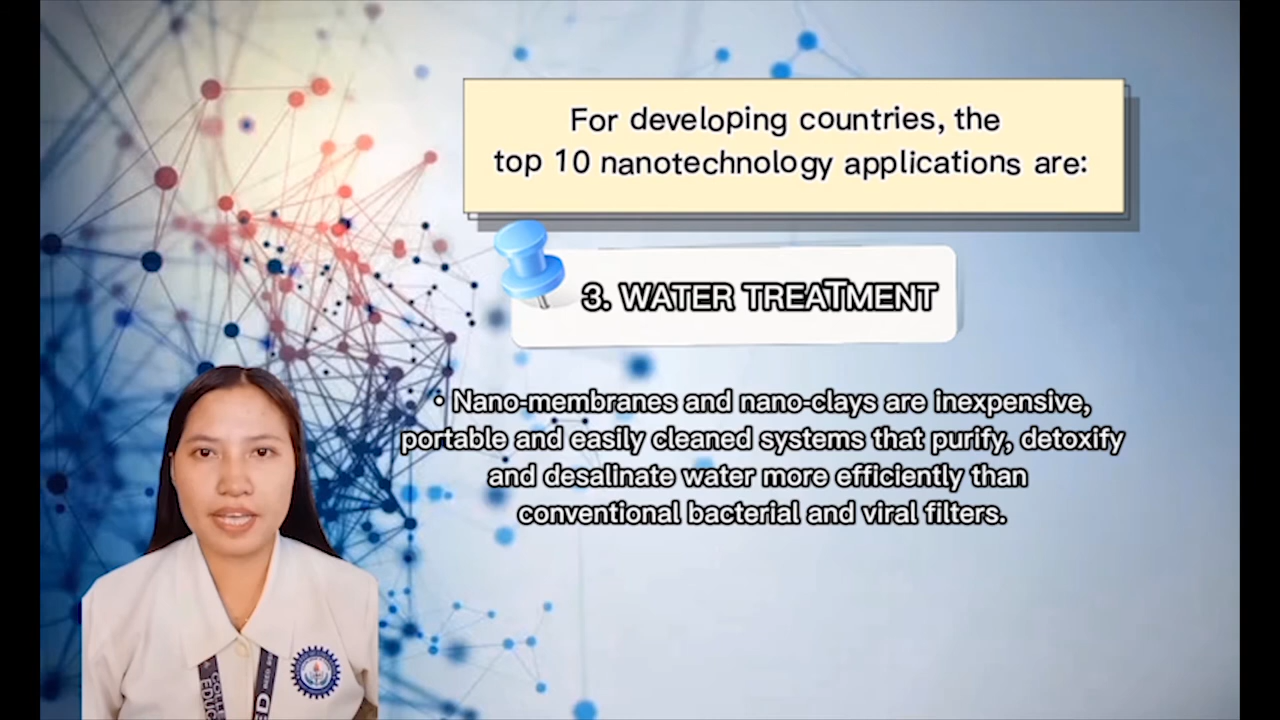 For developing countries, the
top 10 nanotechnology applications are:
3. WATER TREATMENT
• Nano-membranes and nano-clays are inexpensive,
portable and easily cleaned systems that purify, detoxify
and desalinate water more efficiently than
conventional bacterial and viral filters.